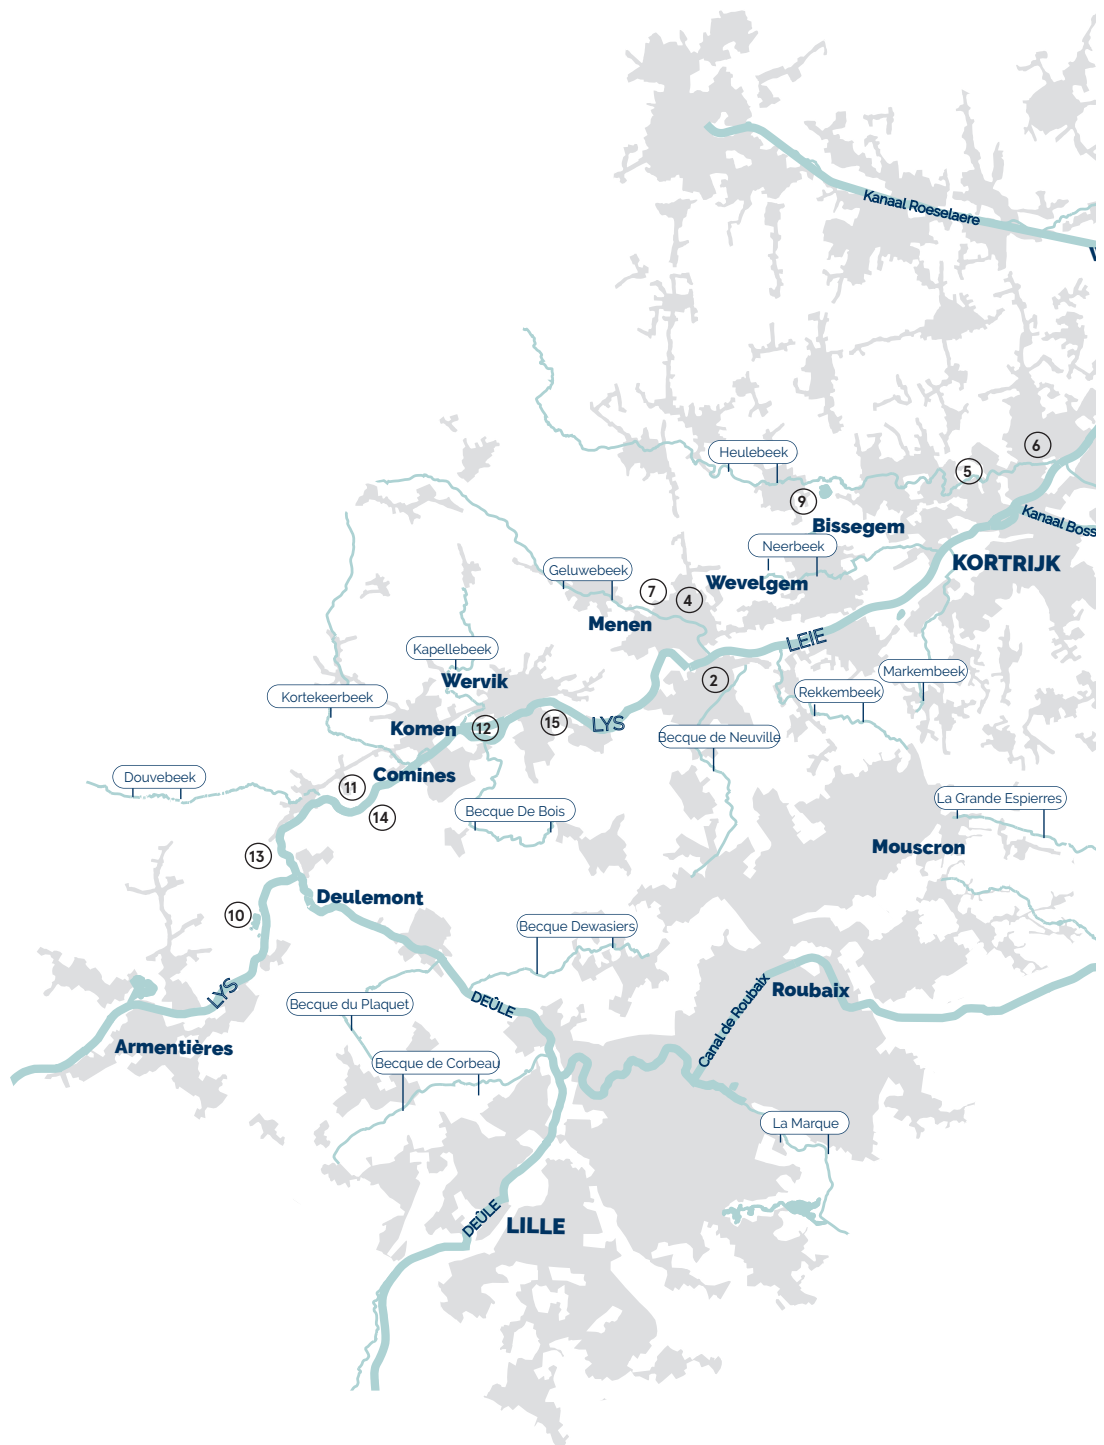 Kanaal Roeselaere
6
Heulebeek
5
9
Bissegem
Kanaal Boss
Neerbeek
KORTRIJK
Geluwebeek
Wevelgem
7
4
Menen
LEIE
Kapellebeek
Markembeek
Wervik
2
Rekkembeek
Kortekeerbeek
15
LYS
Komen
12
Becque de Neuville
Comines
Douvebeek
11
La Grande Espierres
14
Becque De Bois
Mouscron
13
Deulemont
10
Becque Dewasiers
LYS
Roubaix
DEÛLE
Becque du Plaquet
Canal de Roubaix
Armentières
Becque de Corbeau
La Marque
DEÛLE
LILLE